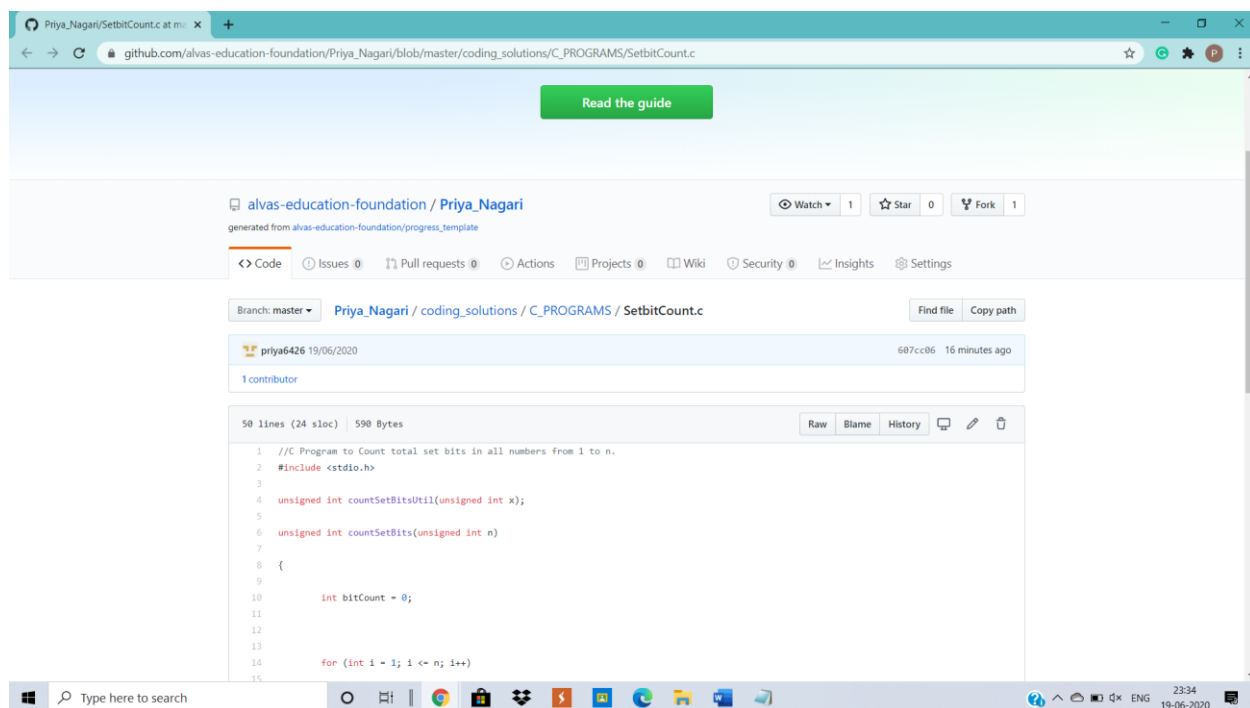 Priya_Nagari/SetbitCount.c at ma
github.com/alvas-education-foundation/Priya_Nagari/blob/master/coding_solutions/C_PROGRAMS/SetbitCount.c
P
Read the guide
alvas-education-foundation / Priya_Nagari
Watch 1 Star 0 Fork 1
generated from alvas-education-foundation/progress_template
<> Code Issues 0 Pull requests 0 Actions Projects 0 Wiki Security 0 Insights Settings
Branch: master Priya_Nagari / coding_solutions / C_PROGRAMS / SetbitCount.c Find file Copy path
priya6426 19/06/2020 607cc06 16 minutes ago
1 contributor
50 lines (24 sloc) 590 Bytes Raw Blame History
1 //C Program to Count total set bits in all numbers from 1 to n.
2 #include <stdio.h>
3
4 unsigned int countSetBitsUtil(unsigned int x);
5
6 unsigned int countSetBits(unsigned int n)
7
8 {
9
10 int bitCount = 0;
11
12
13
14 for (int i = 1; i <= n; i++)
15
Type here to search ENG 23:34
19-06-2020